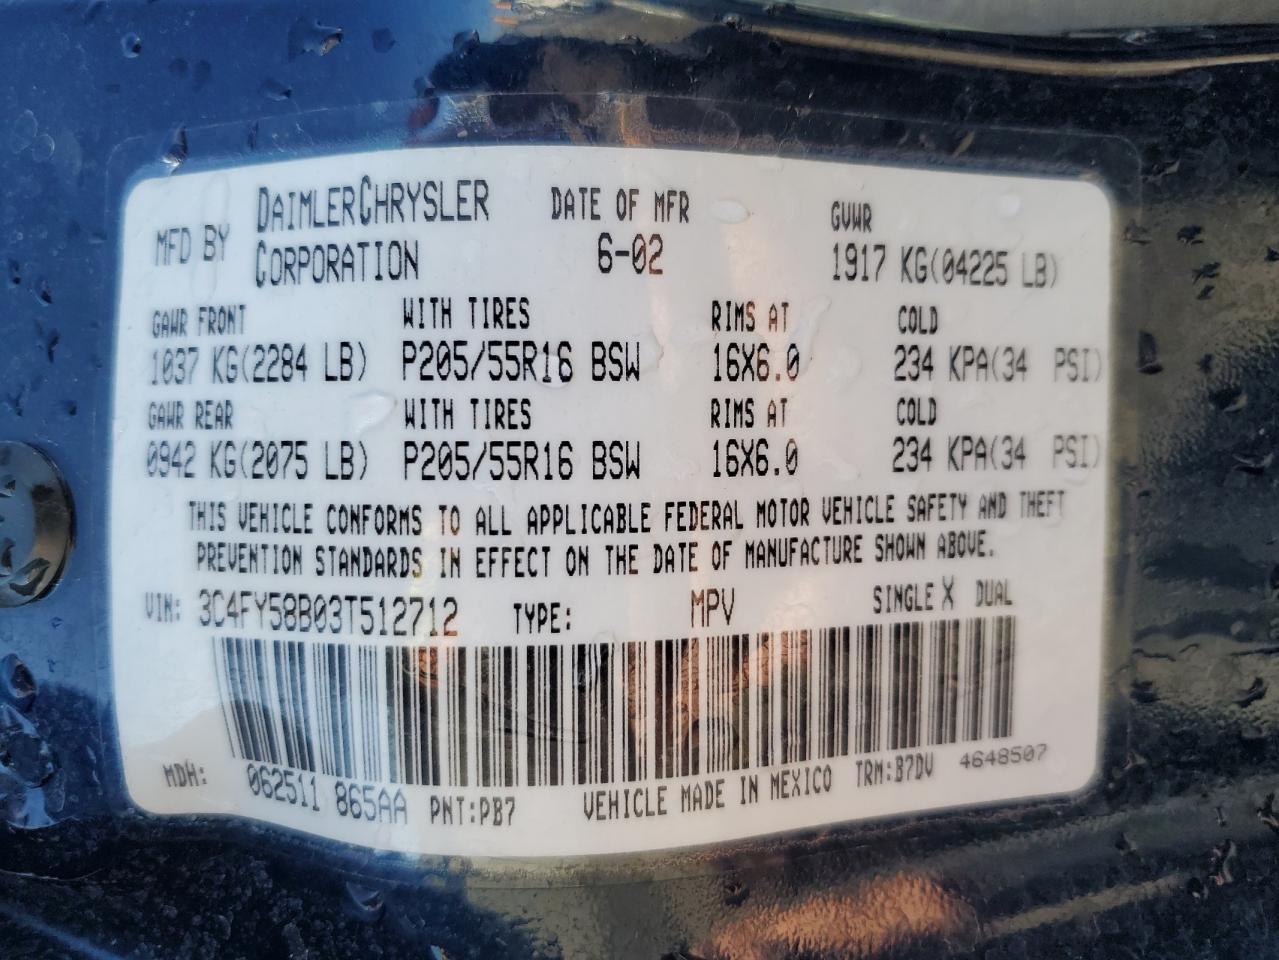 MFD BY DAIMLERCHRYSLER CORPORATION
DATE OF MFR 6-02
GVWR 1917 KG(04225 LB)
GAWR FRONT WITH TIRES RIMS AT COLD
1037 KG(2284 LB) P205/55R16 BSW 16X6.0 234 KPA(34 PSI)
GAWR REAR WITH TIRES RIMS AT COLD
0942 KG(2075 LB) P205/55R16 BSW 16X6.0 234 KPA(34 PSI)
THIS VEHICLE CONFORMS TO ALL APPLICABLE FEDERAL MOTOR VEHICLE SAFETY AND THEFT
PREVENTION STANDARDS IN EFFECT ON THE DATE OF MANUFACTURE SHOWN ABOVE.
VIN: 3C4FY58B03T512712 TYPE: MPV SINGLE X DUAL
MDH: 062511 865AA PNT:PB7 VEHICLE MADE IN MEXICO TRM:B7DV 4648507